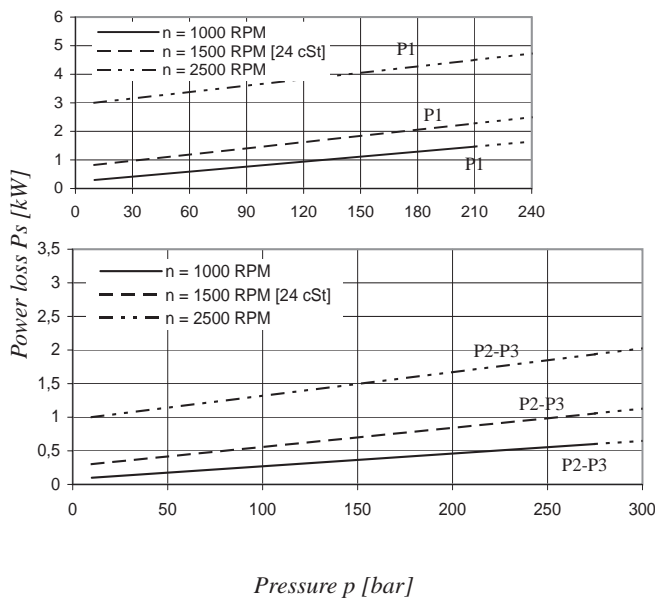 6
5
4
3
2
1
0
n = 1000 RPM
n = 1500 RPM [24 cSt]
n = 2500 RPM
P1
P1
P1
0 30 60 90 120 150 180 210 240
Power loss Ps [kW]
3,5
3
2,5
2
1,5
1
0,5
0
n = 1000 RPM
n = 1500 RPM [24 cSt]
n = 2500 RPM
P2-P3
P2-P3
P2-P3
0 50 100 150 200 250 300
Pressure p [bar]